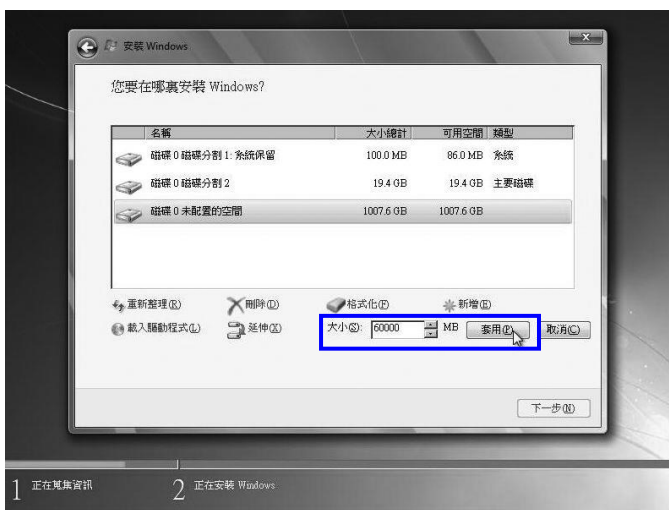 安裝 Windows
您要在哪裏安裝 Windows?
名稱 大小總計 可用空間 類型
磁碟 0 磁碟分割 1: 系統保留 100.0 MB 86.0 MB 系統
磁碟 0 磁碟分割 2 19.4 GB 19.4 GB 主要磁碟
磁碟 0 未配置的空間 1007.6 GB 1007.6 GB
重新整理(R) 刪除(D) 格式化(F) 新增(E)
載入驅動程式(L) 延伸(X) 大小(S): 60000 MB 套用(P) 取消(C)
下一步(N)
1 正在蒐集資訊 2 正在安裝 Windows